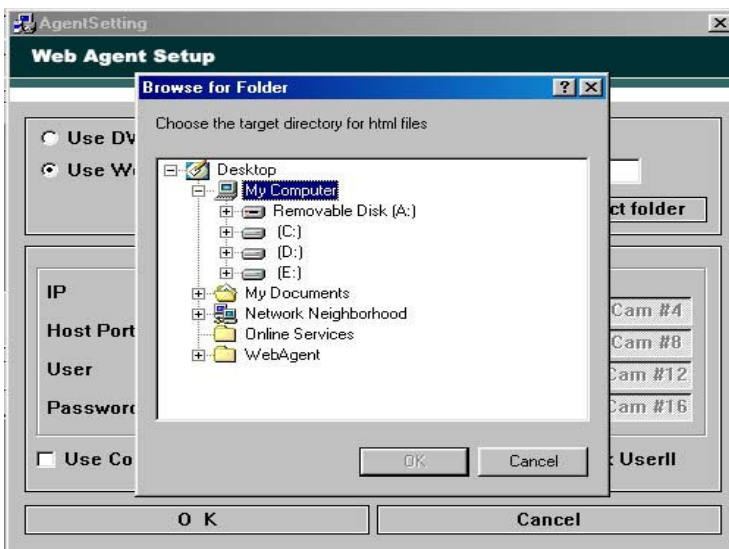 AgentSetting
Web Agent Setup
Browse for Folder
Choose the target directory for html files
Use DV
Use W
ct folder
Desktop
My Computer
Removable Disk (A:)
(C:)
(D:)
(E:)
My Documents
Network Neighborhood
Online Services
WebAgent
IP
Host Port
User
Password
Cam #4
Cam #8
Cam #12
Cam #16
Use Co
UserII
OK
Cancel
O K
Cancel